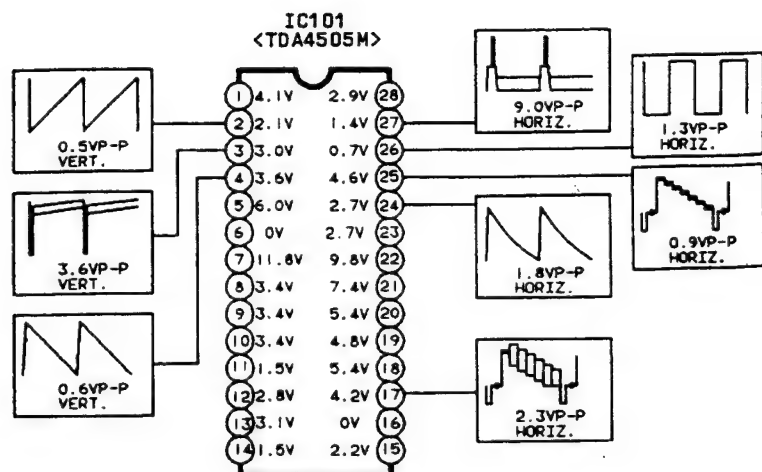 IC101
<TDA4505M>
0.5VP-P
VERT.
3.6VP-P
VERT.
0.6VP-P
VERT.
1 4.1V 2.9V 28
2 2.1V 1.4V 27
3 3.0V 0.7V 26
4 3.6V 4.6V 25
5 6.0V 2.7V 24
6 0V 2.7V 23
7 11.8V 9.8V 22
8 3.4V 7.4V 21
9 3.4V 5.4V 20
10 3.4V 4.8V 19
11 1.5V 5.4V 18
12 2.8V 4.2V 17
13 3.1V 0V 16
14 1.5V 2.2V 15
9.0VP-P
HORIZ.
1.3VP-P
HORIZ.
0.9VP-P
HORIZ.
1.8VP-P
HORIZ.
2.3VP-P
HORIZ.